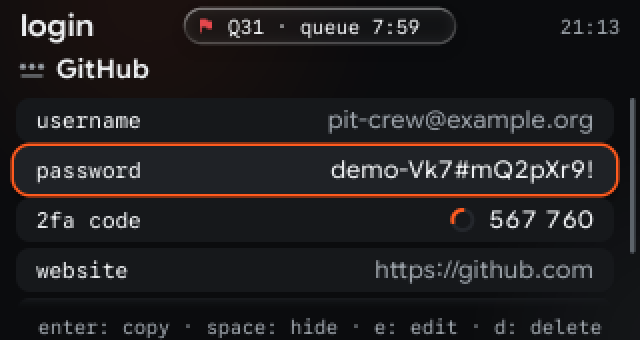 login
Q31 · queue 7:59
21:13
GitHub
username pit-crew@example.org
password demo-Vk7#mQ2pXr9!
2fa code 567 760
website https://github.com
enter: copy · space: hide · e: edit · d: delete